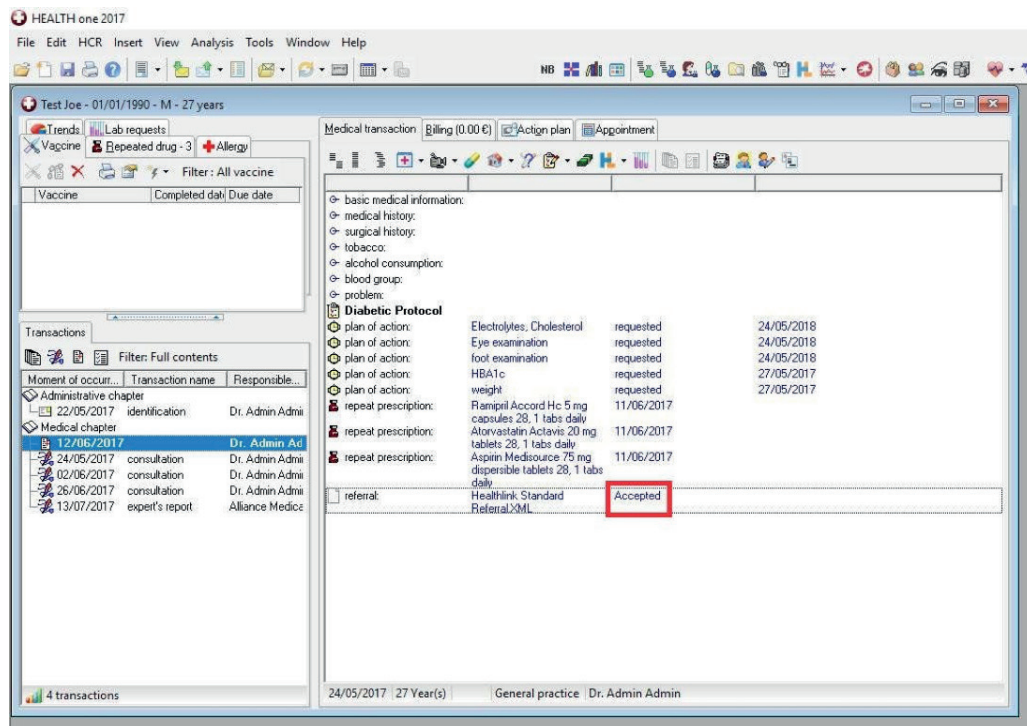 HEALTH one 2017
File Edit HCR Insert View Analysis Tools Window Help
NB
Test Joe - 01/01/1990 - M - 27 years
Trends Lab requests
Vaccine Repeated drug - 3 Allergy
Filter : All vaccine
Vaccine Completed dat Due date
Transactions
Filter: Full contents
Moment of occurr... Transaction name Responsible...
Administrative chapter
22/05/2017 identification Dr. Admin Admi
Medical chapter
12/06/2017 Dr. Admin Ad
24/05/2017 consultation Dr. Admin Admi
02/06/2017 consultation Dr. Admin Admi
26/06/2017 consultation Dr. Admin Admi
13/07/2017 expert's report Alliance Medica
4 transactions
Medical transaction Billing (0.00 €) Action plan Appointment
basic medical information:
medical history:
surgical history:
tobacco:
alcohol consumption:
blood group:
problem:
Diabetic Protocol
plan of action: Electrolytes, Cholesterol requested 24/05/2018
plan of action: Eye examination requested 24/05/2018
plan of action: foot examination requested 24/05/2018
plan of action: HBA1c requested 27/05/2017
plan of action: weight requested 27/05/2017
repeat prescription: Ramipril Accord Hc 5 mg 11/06/2017
capsules 28, 1 tabs daily
repeat prescription: Atorvastatin Actavis 20 mg 11/06/2017
tablets 28, 1 tabs daily
repeat prescription: Aspirin Medisource 75 mg 11/06/2017
dispersible tablets 28, 1 tabs
daily
referral: Healthlink Standard Accepted
Referral.XML
24/05/2017 27 Year(s) General practice Dr. Admin Admin